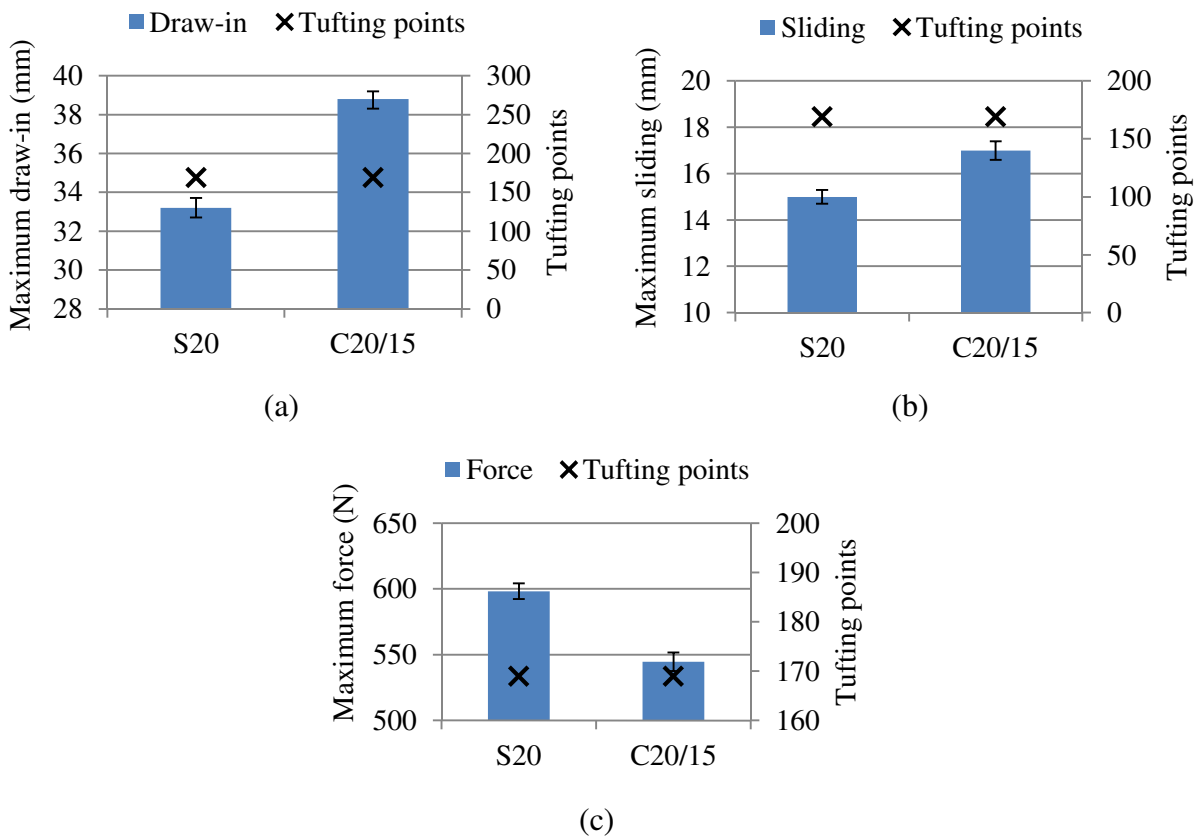 Draw-in Tufting points
Maximum draw-in (mm)
40
38
36
34
32
30
28
300
250
200
150
100
50
0
Tufting points
S20 C20/15
(a)
Sliding Tufting points
Maximum sliding (mm)
20
18
16
14
12
10
200
150
100
50
0
Tufting points
S20 C20/15
(b)
Force Tufting points
Maximum force (N)
650
600
550
500
200
190
180
170
160
Tufting points
S20 C20/15
(c)